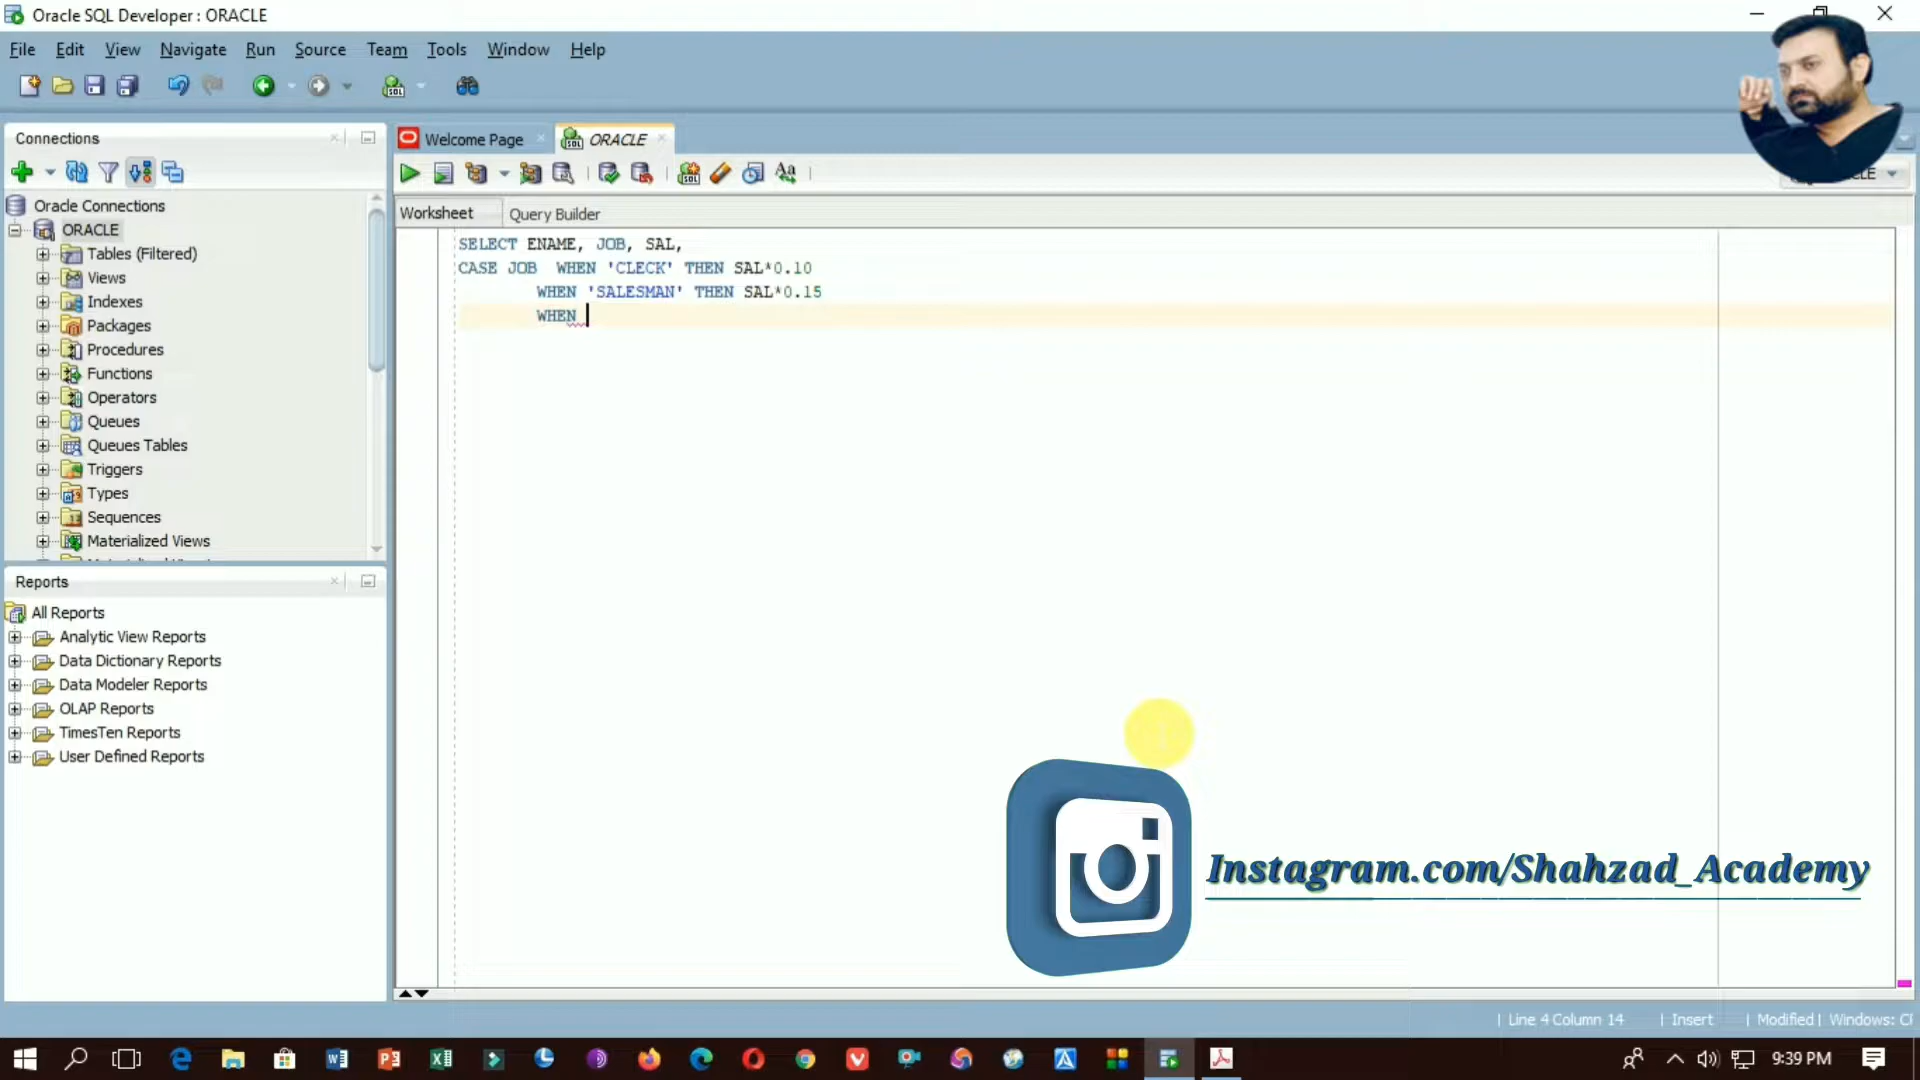 Oracle SQL Developer : ORACLE
File Edit View Navigate Run Source Team Tools Window Help
Connections
Welcome Page
ORACLE
Worksheet
Query Builder
Oracle Connections
ORACLE
Tables (Filtered)
Views
Indexes
Packages
Procedures
Functions
Operators
Queues
Queues Tables
Triggers
Types
Sequences
Materialized Views
SELECT ENAME, JOB, SAL,
CASE JOB WHEN 'CLECK' THEN SAL*0.10
WHEN 'SALESMAN' THEN SAL*0.15
WHEN
Reports
All Reports
Analytic View Reports
Data Dictionary Reports
Data Modeler Reports
OLAP Reports
TimesTen Reports
User Defined Reports
Instagram.com/Shahzad_Academy
Line 4 Column 14 | Insert | Modified | Windows:
9:39 PM